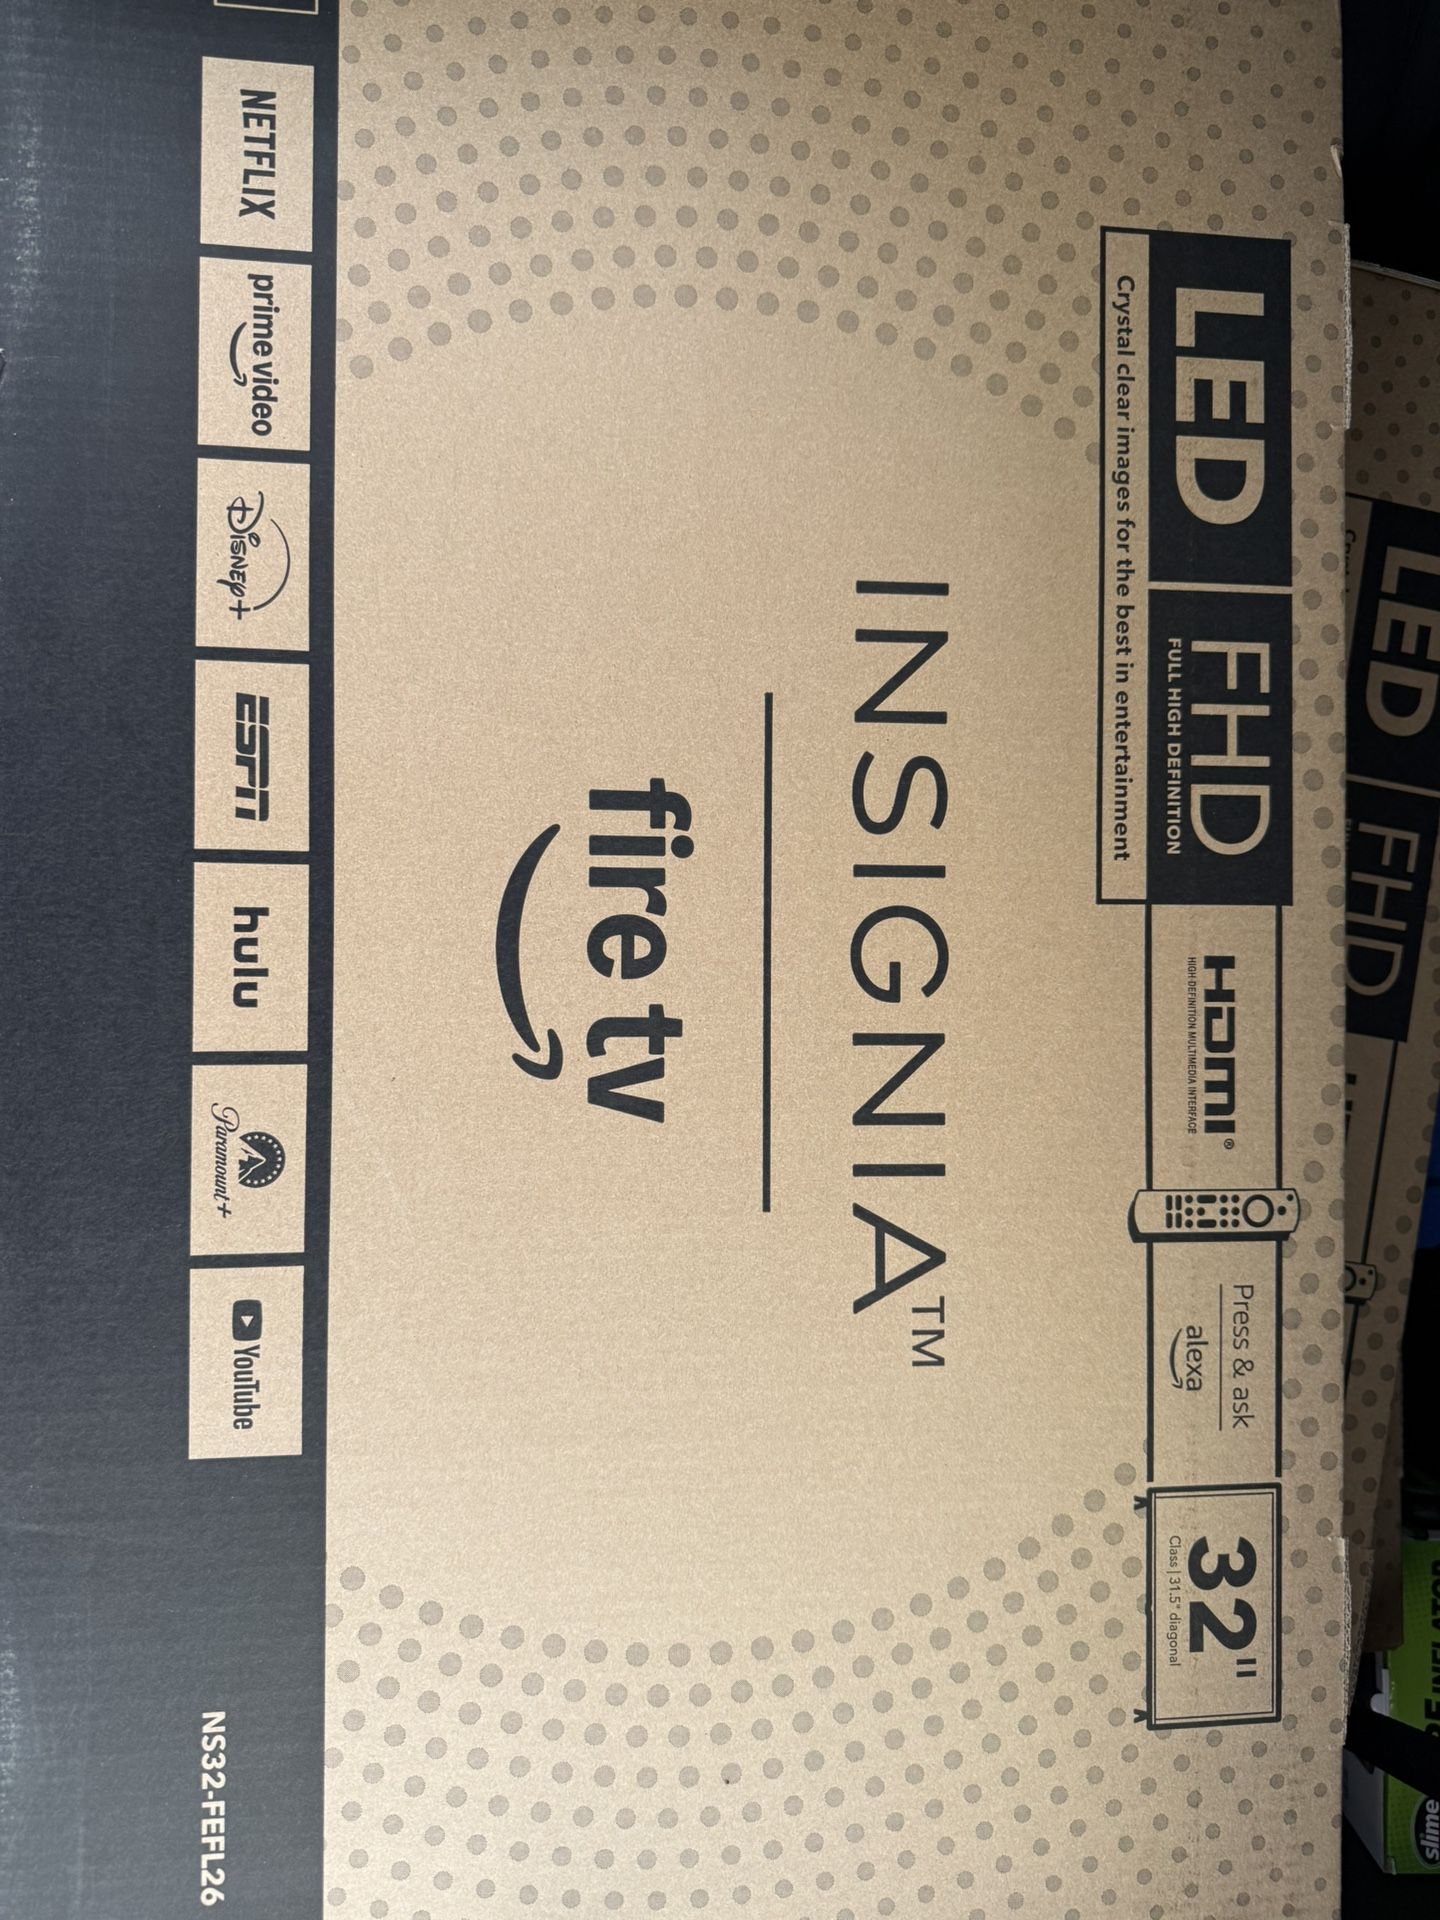 LED
FHD
FULL HIGH DEFINITION
Crystal clear images for the best in entertainment
HDMI®
HIGH-DEFINITION MULTIMEDIA INTERFACE
Press & ask
alexa
32"
Class | 31.5" diagonal
INSIGNIA™
fire tv
NETFLIX
prime video
Disney+
ESPN
hulu
Paramount+
YouTube
NS32-FEFL26
LED
FHD
slime